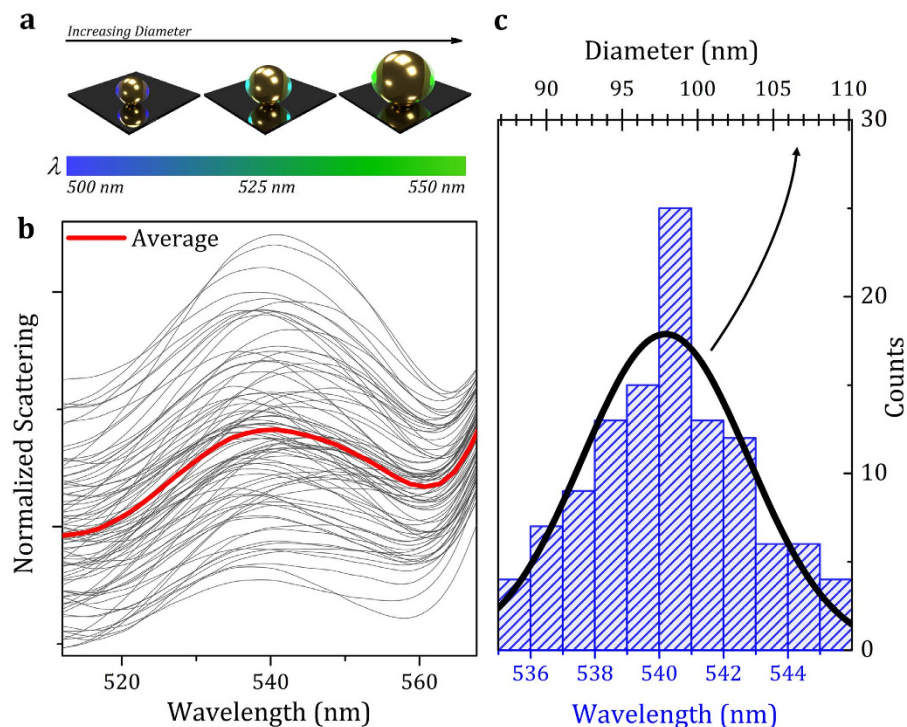 a
Increasing Diameter
λ
500 nm
525 nm
550 nm
b
Average
Normalized Scattering
520
540
560
Wavelength (nm)
c
Diameter (nm)
90
95
100
105
110
30
20
10
0
Counts
536
538
540
542
544
Wavelength (nm)